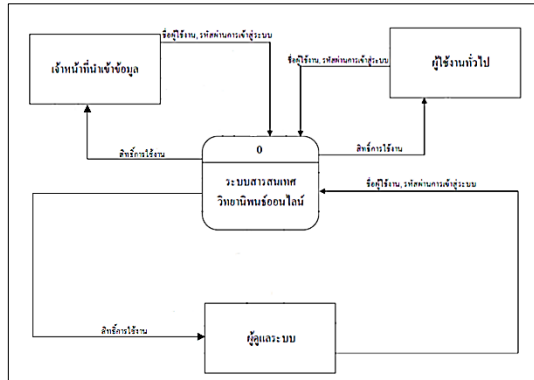 ชื่อผู้ใช้งาน, รหัสผ่านการเข้าสู่ระบบ
เจ้าหน้าที่นำเข้าข้อมูล
ผู้ใช้งานทั่วไป
ชื่อผู้ใช้งาน, รหัสผ่านการเข้าสู่ระบบ
0
สิทธิ์การใช้งาน
สิทธิ์การใช้งาน
ระบบสารสนเทศ
วิทยานิพนธ์ออนไลน์
ชื่อผู้ใช้งาน, รหัสผ่านการเข้าสู่ระบบ
สิทธิ์การใช้งาน
ผู้ดูแลระบบ